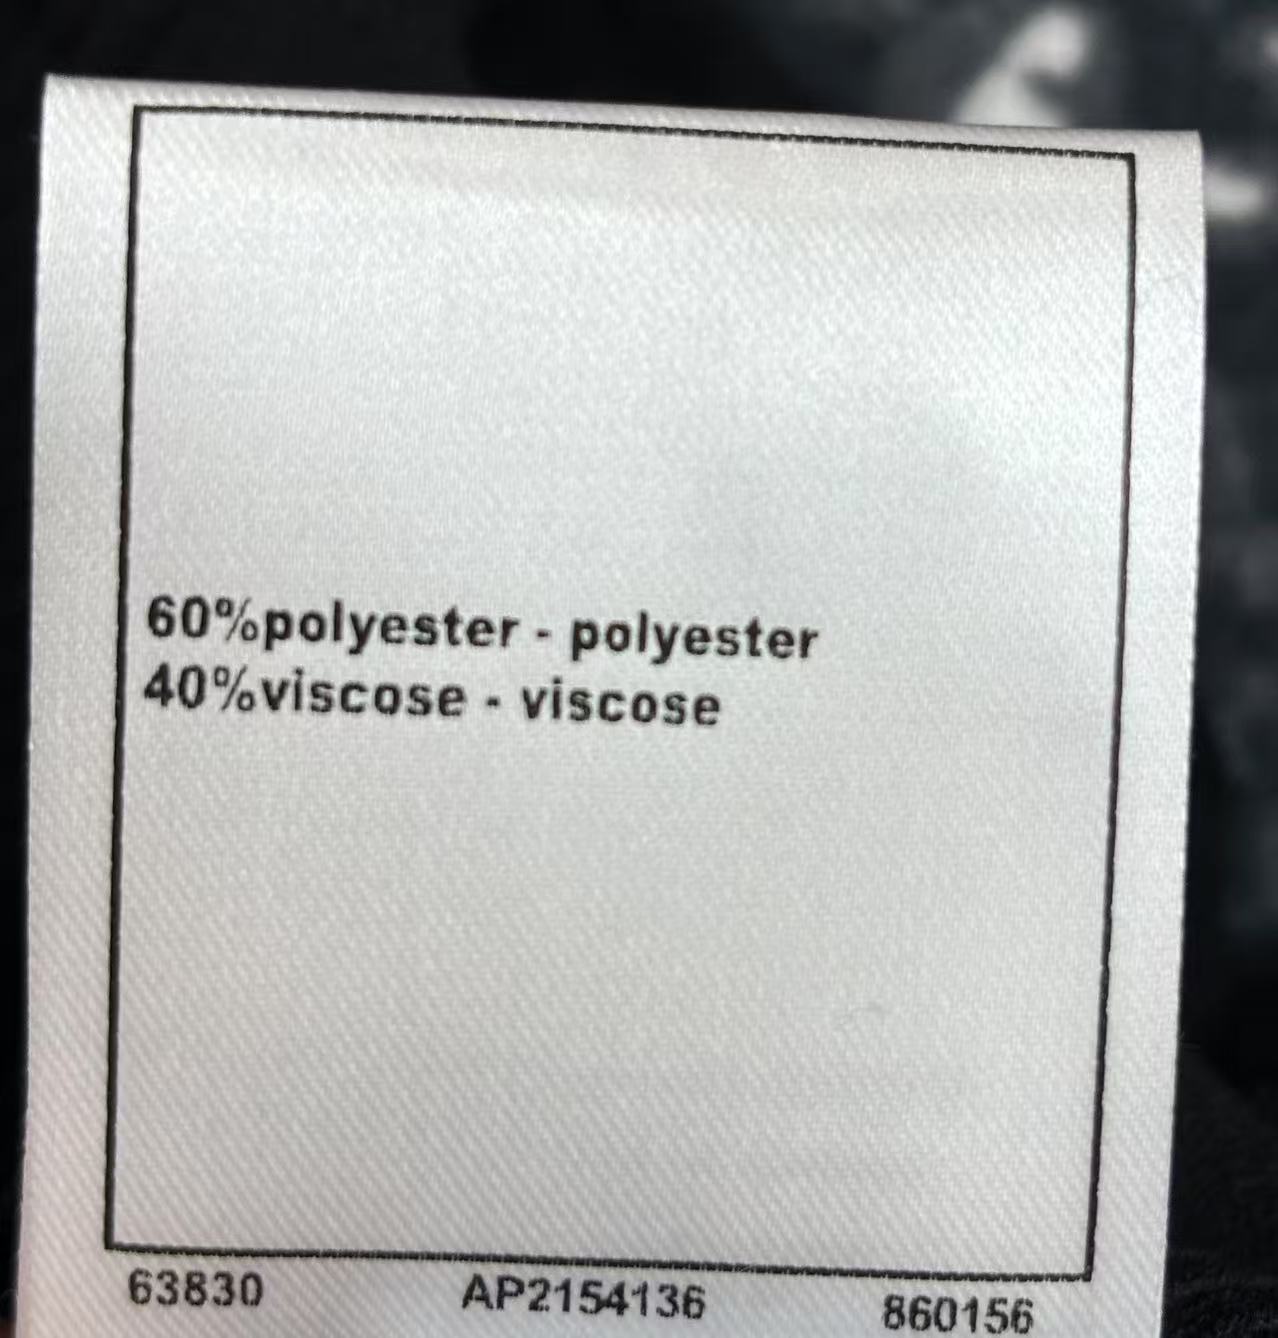 60%polyester - polyester
40%viscose - viscose
63830 AP2154136 860156